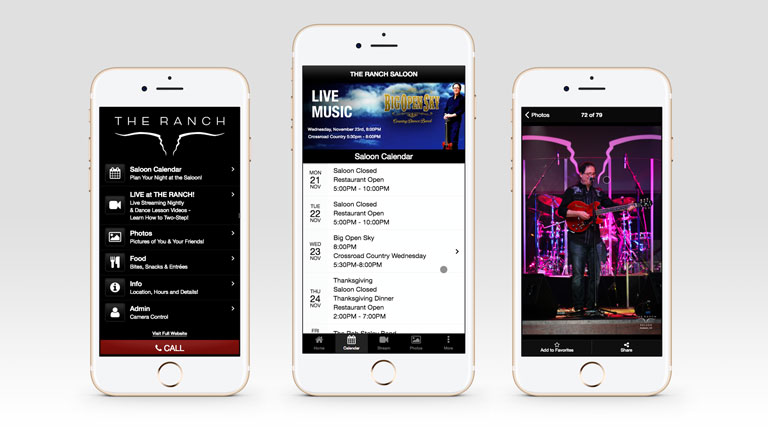 THE RANCH
Saloon Calendar
Plan Your Night at the Saloon!
LIVE at THE RANCH!
Live Streaming Nightly
& Dance Lesson Videos -
Learn How to Two-Step!
Photos
Pictures of You & Your Friends!
Food
Bites, Snacks & Entrées
Info
Location, Hours and Details!
Admin
Camera Control
Visit Full Website
CALL
THE RANCH SALOON
LIVE
MUSIC
BIG OPEN SKY
Country Dance Band
Wednesday, November 23rd, 8:00PM
Crossroad Country 5:30pm - 8:00PM
Saloon Calendar
MON
21
NOV
Saloon Closed
Restaurant Open
5:00PM - 10:00PM
TUE
22
NOV
Saloon Closed
Restaurant Open
5:00PM - 10:00PM
WED
23
NOV
Big Open Sky
8:00PM
Crossroad Country Wednesday
5:30PM-8:00PM
THU
24
NOV
Thanksgiving
Saloon Closed
Thanksgiving Dinner
Restaurant Open
2:00PM - 7:00PM
FRI
Home
Calendar
Stream
Photos
More
Photos
72 of 79
Add to Favorites
Share